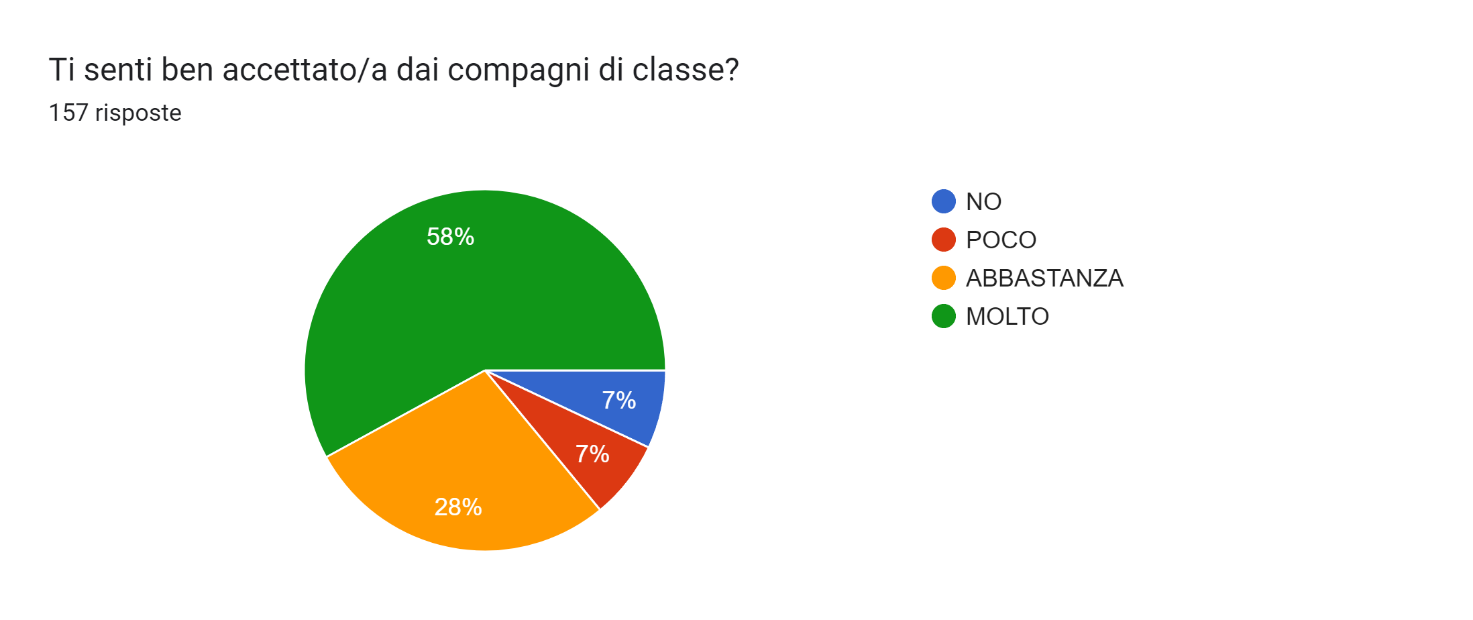 Ti senti ben accettato/a dai compagni di classe?
157 risposte
58%
NO
POCO
ABBASTANZA
MOLTO
7%
7%
28%